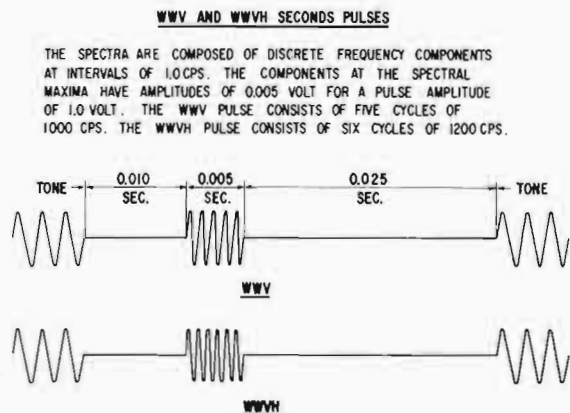 WWV AND WWVH SECONDS PULSES
THE SPECTRA ARE COMPOSED OF DISCRETE FREQUENCY COMPONENTS
AT INTERVALS OF 1.0 CPS. THE COMPONENTS AT THE SPECTRAL
MAXIMA HAVE AMPLITUDES OF 0.005 VOLT FOR A PULSE AMPLITUDE
OF 1.0 VOLT. THE WWV PULSE CONSISTS OF FIVE CYCLES OF
1000 CPS. THE WWVH PULSE CONSISTS OF SIX CYCLES OF 1200 CPS.
TONE 0.010 SEC. 0.005 SEC. 0.025 SEC. TONE
WWV
WWVH